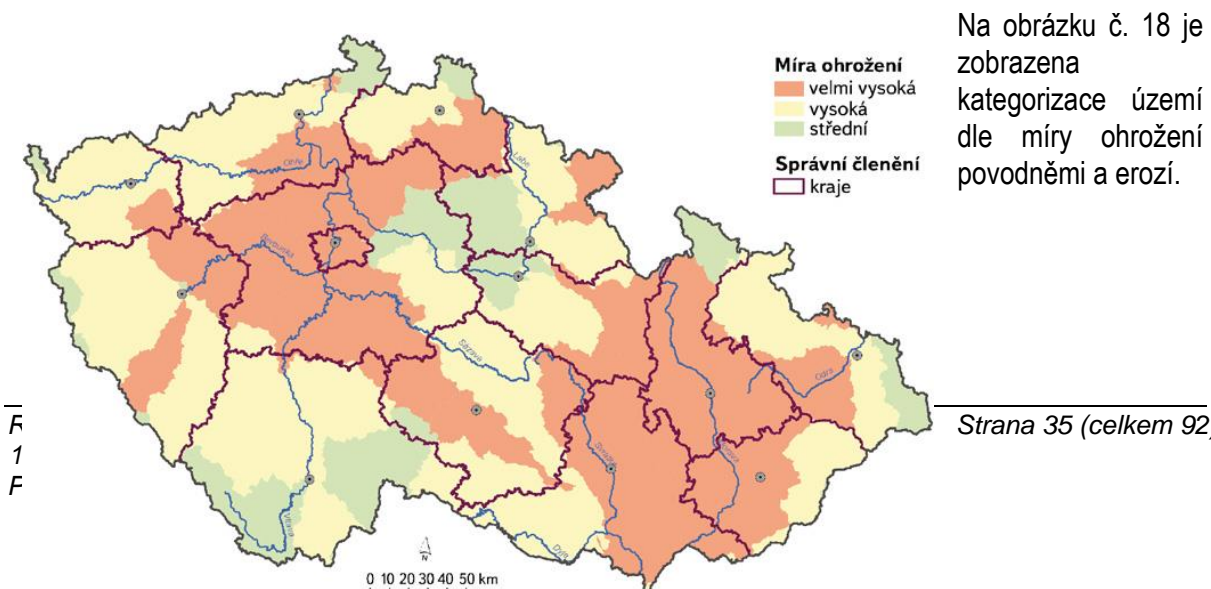 Na obrázku č. 18 je
zobrazena
kategorizace území
dle míry ohrožení
povodněmi a erozí.
Míra ohrožení
velmi vysoká
vysoká
střední
Správní členění
kraje
Labe
Ohře
Berounka
Sázava
Odra
Morava
Svratka
Vltava
Dyje
R
1
P
Strana 35 (celkem 92)
N
0 10 20 30 40 50 km